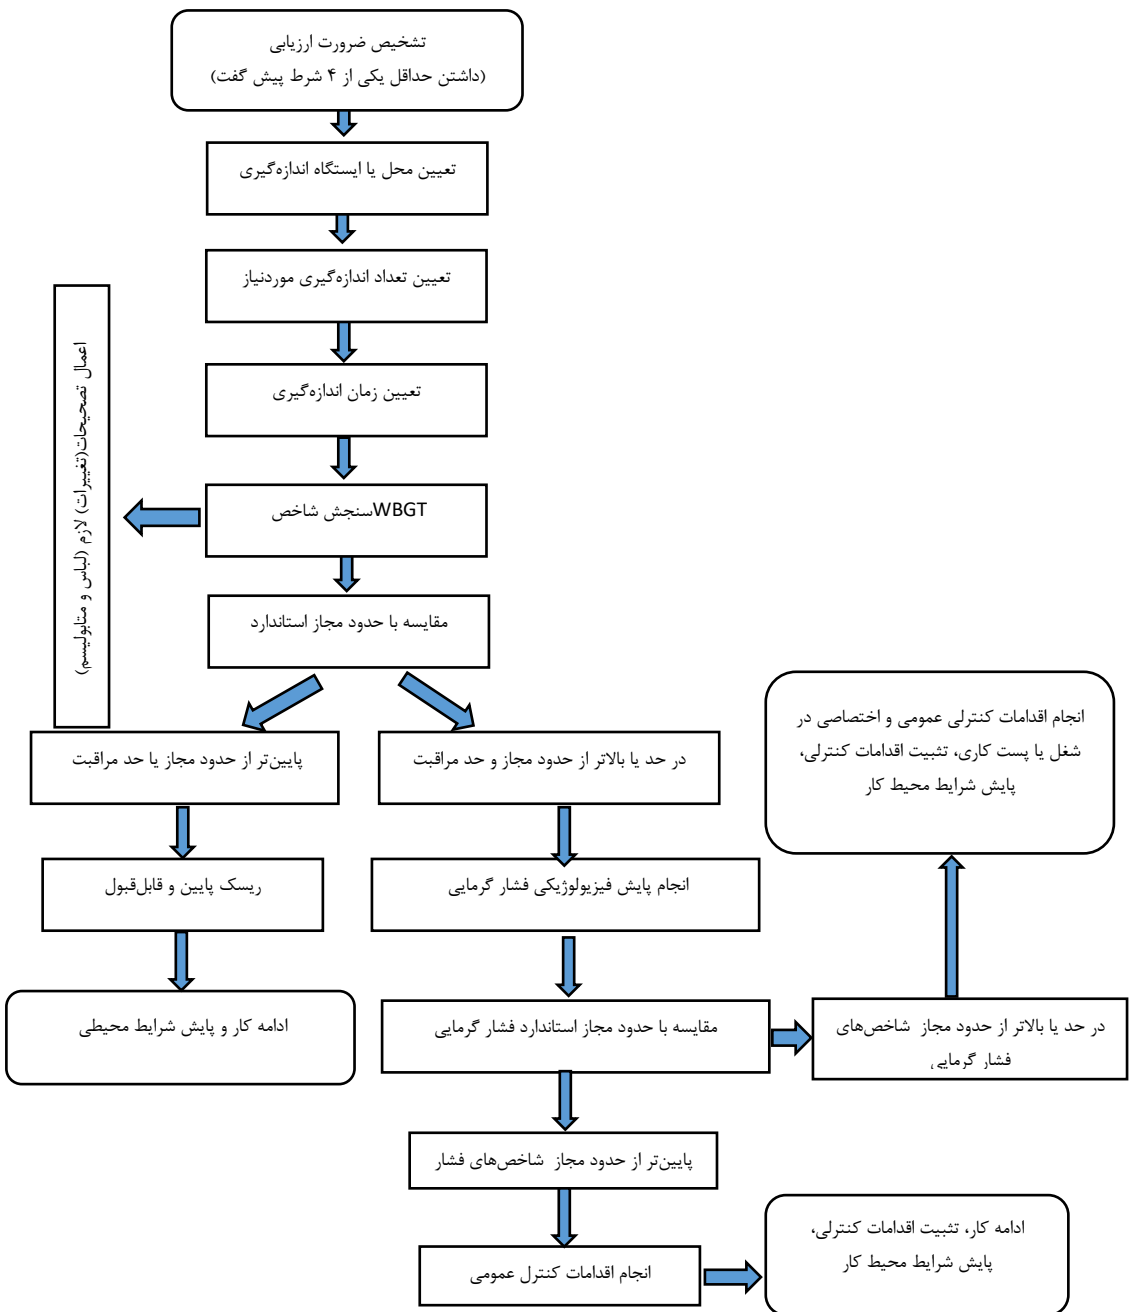 تشخیص ضرورت ارزیابی
(داشتن حداقل یکی از ۴ شرط پیش گفت)
تعیین محل یا ایستگاه اندازه‌گیری
تعیین تعداد اندازه‌گیری موردنیاز
تعیین زمان اندازه‌گیری
اعمال تصحیحات(تغییرات) لازم (لباس و متابولیسم)
WBGTسنجش شاخص
مقایسه با حدود مجاز استاندارد
پایین‌تر از حدود مجاز یا حد مراقبت
در حد یا بالاتر از حدود مجاز و حد مراقبت
انجام اقدامات کنترلی عمومی و اختصاصی در
شغل یا پست کاری، تثبیت اقدامات کنترلی،
پایش شرایط محیط کار
ریسک پایین و قابل‌قبول
انجام پایش فیزیولوژیکی فشار گرمایی
ادامه کار و پایش شرایط محیطی
مقایسه با حدود مجاز استاندارد فشار گرمایی
در حد یا بالاتر از حدود مجاز شاخص‌های
فشار گرمایی
پایین‌تر از حدود مجاز شاخص‌های فشار
انجام اقدامات کنترل عمومی
ادامه کار، تثبیت اقدامات کنترلی،
پایش شرایط محیط کار